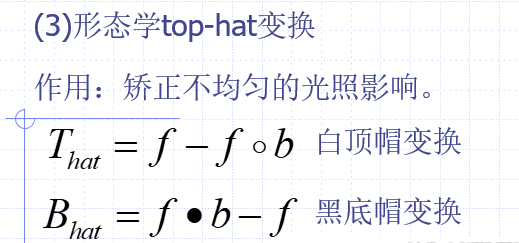 (3)形态学top-hat变换
作用：矫正不均匀的光照影响。
T_hat = f − f ∘ b 白顶帽变换
B_hat = f • b − f 黑底帽变换